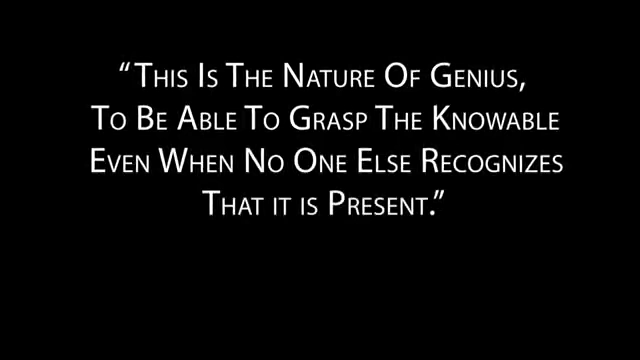 “This Is The Nature Of Genius,
To Be Able To Grasp The Knowable
Even When No One Else Recognizes
That it is Present.”